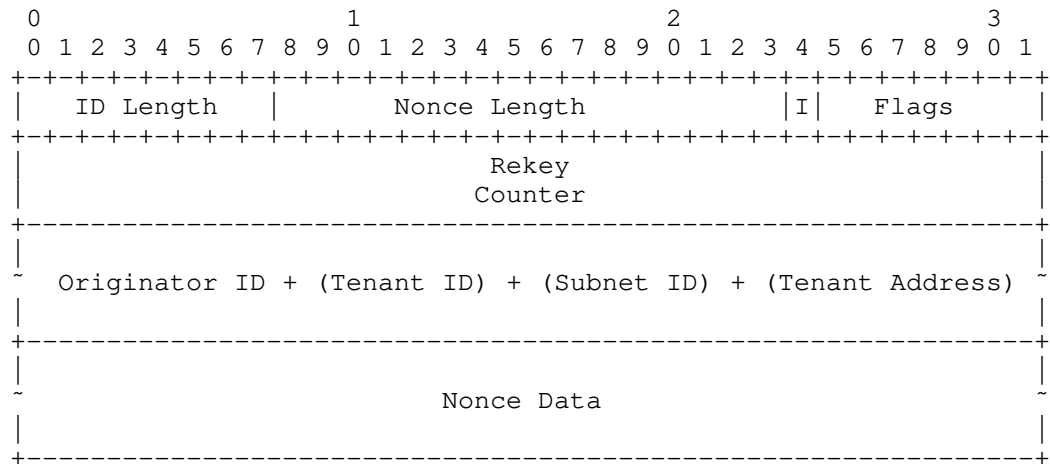 0                   1                   2                   3
0 1 2 3 4 5 6 7 8 9 0 1 2 3 4 5 6 7 8 9 0 1 2 3 4 5 6 7 8 9 0 1
+-+-+-+-+-+-+-+-+-+-+-+-+-+-+-+-+-+-+-+-+-+-+-+-+-+-+-+-+-+-+-+-+
|   ID Length   |       Nonce Length            |I|   Flags     |
+-+-+-+-+-+-+-+-+-+-+-+-+-+-+-+-+-+-+-+-+-+-+-+-+-+-+-+-+-+-+-+-+
|                             Rekey                             |
|                            Counter                            |
+---------------------------------------------------------------+
|                                                               |
~  Originator ID + (Tenant ID) + (Subnet ID) + (Tenant Address) ~
|                                                               |
+---------------------------------------------------------------+
|                                                               |
~                          Nonce Data                           ~
|                                                               |
+---------------------------------------------------------------+